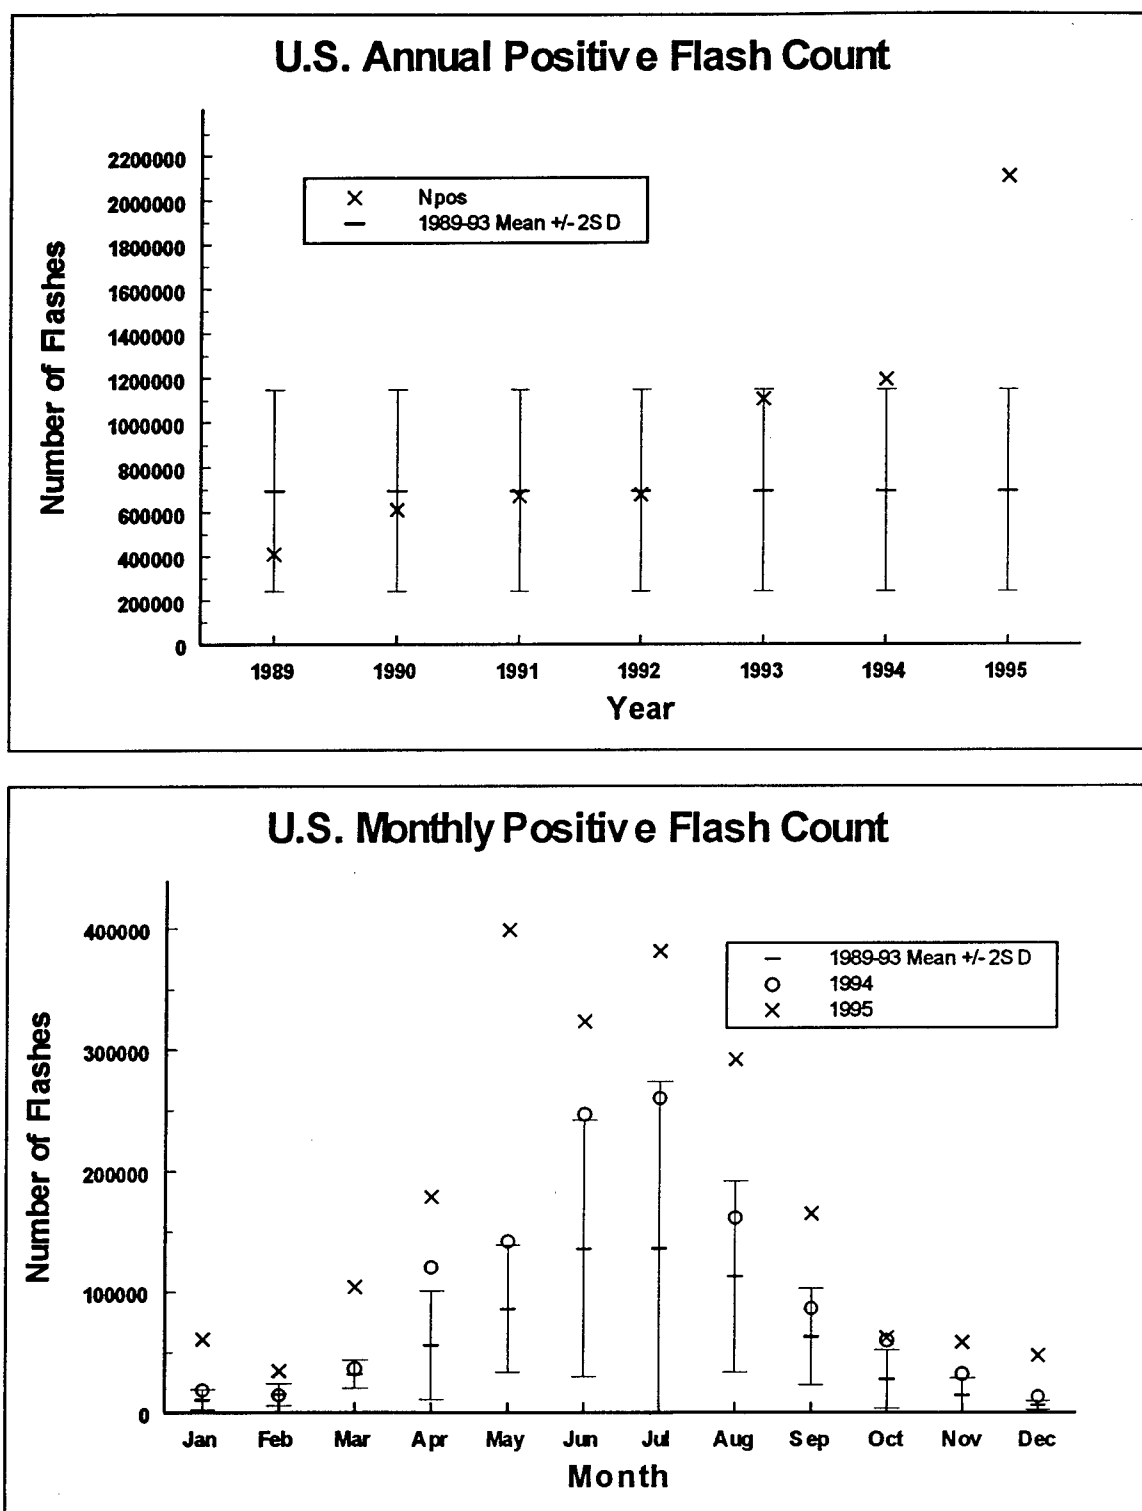 U.S. Annual Positive Flash Count
Number of Flashes
2200000
2000000
1800000
1600000
1400000
1200000
1000000
800000
600000
400000
200000
0
Npos
1989-93 Mean +/- 2SD
1989 1990 1991 1992 1993 1994 1995
Year
U.S. Monthly Positive Flash Count
Number of Flashes
400000
300000
200000
100000
0
1989-93 Mean +/- 2SD
1994
1995
Jan Feb Mar Apr May Jun Jul Aug Sep Oct Nov Dec
Month